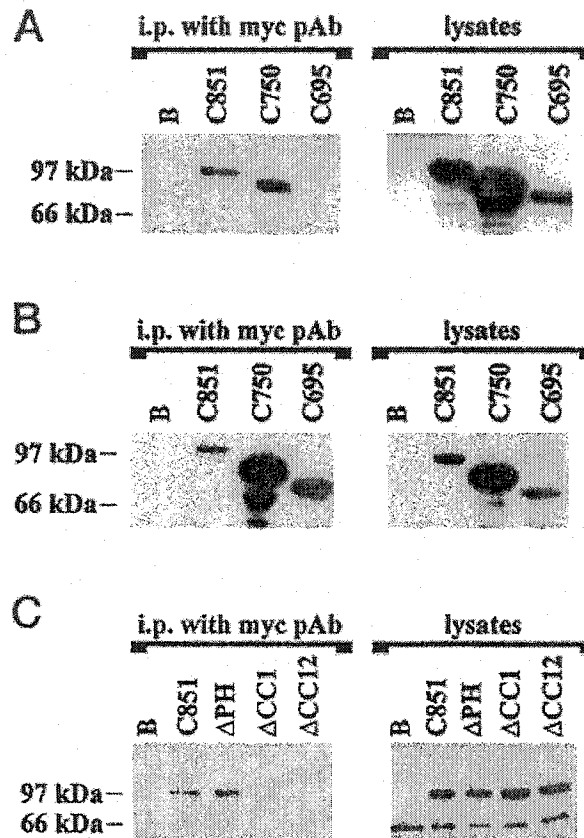 A
i.p. with myc pAb lysates
B C851 C750 C695 B C851 C750 C695
97 kDa
66 kDa
B
i.p. with myc pAb lysates
B C851 C750 C695 B C851 C750 C695
97 kDa
66 kDa
C
i.p. with myc pAb lysates
B C851 ΔPH ΔCC1 ΔCC12 B C851 ΔPH ΔCC1 ΔCC12
97 kDa
66 kDa